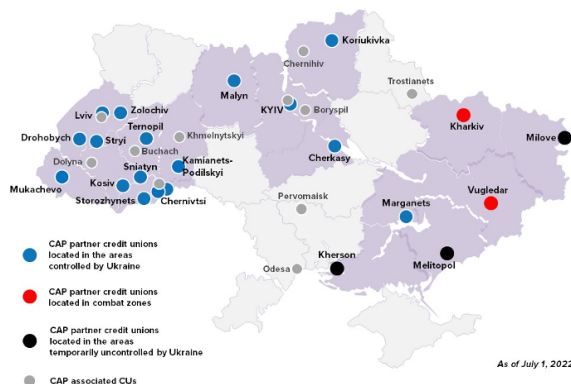 Koriukivka
Chernihiv
Trostianets
Malyn
Lviv
Zolochiv
KYIV
Boryspil
Kharkiv
Ternopil
Khmelnytskyi
Milove
Drohobych
Stryi
Buchach
Cherkasy
Dolyna
Sniatyn
Kamianets-
Podilskyi
Mukachevo
Kosiv
Vugledar
Storozhynets
Chernivtsi
Pervomaisk
Marganets
CAP partner credit unions
located in the areas
controlled by Ukraine
Odesa
Kherson
Melitopol
CAP partner credit unions
located in combat zones
CAP partner credit unions
located in the areas
temporarily uncontrolled by Ukraine
As of July 1, 2022
CAP associated CUs